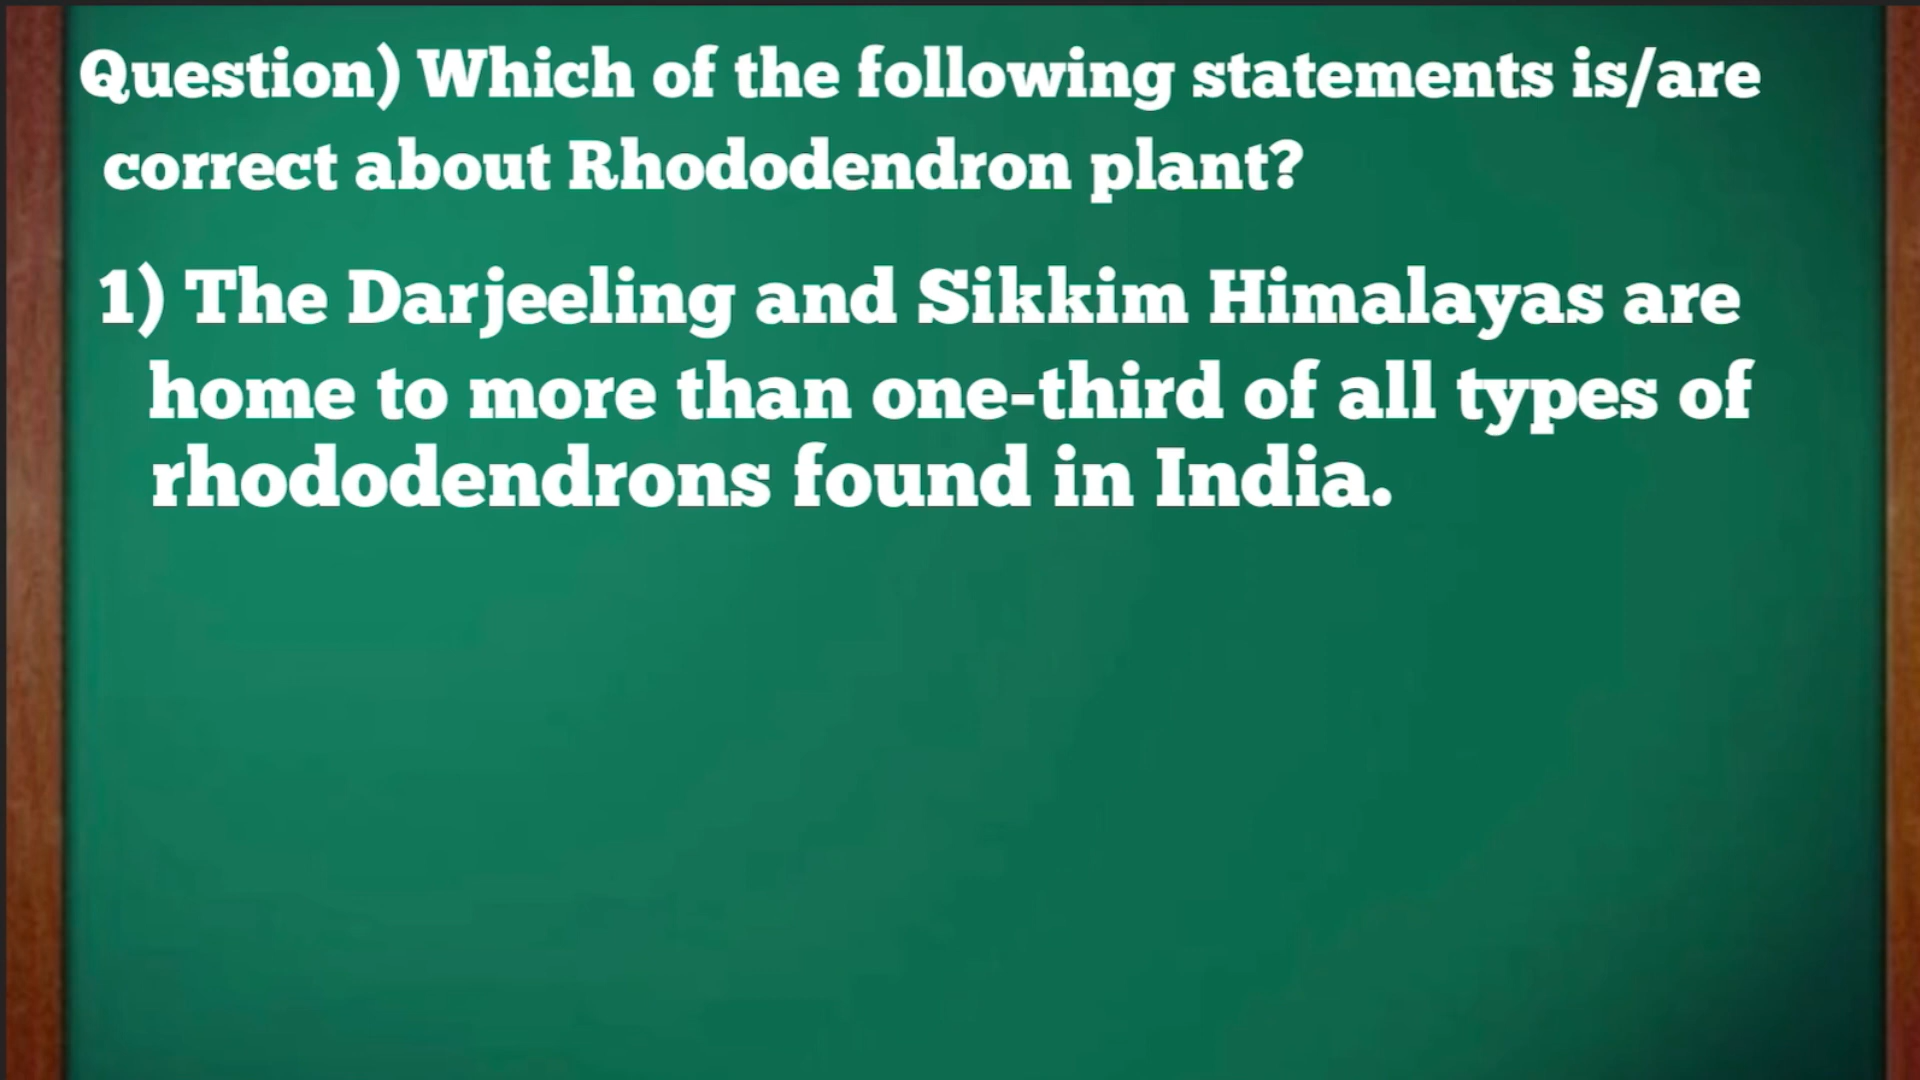 Question) Which of the following statements is/are
correct about Rhododendron plant?
1) The Darjeeling and Sikkim Himalayas are
home to more than one-third of all types of
rhododendrons found in India.